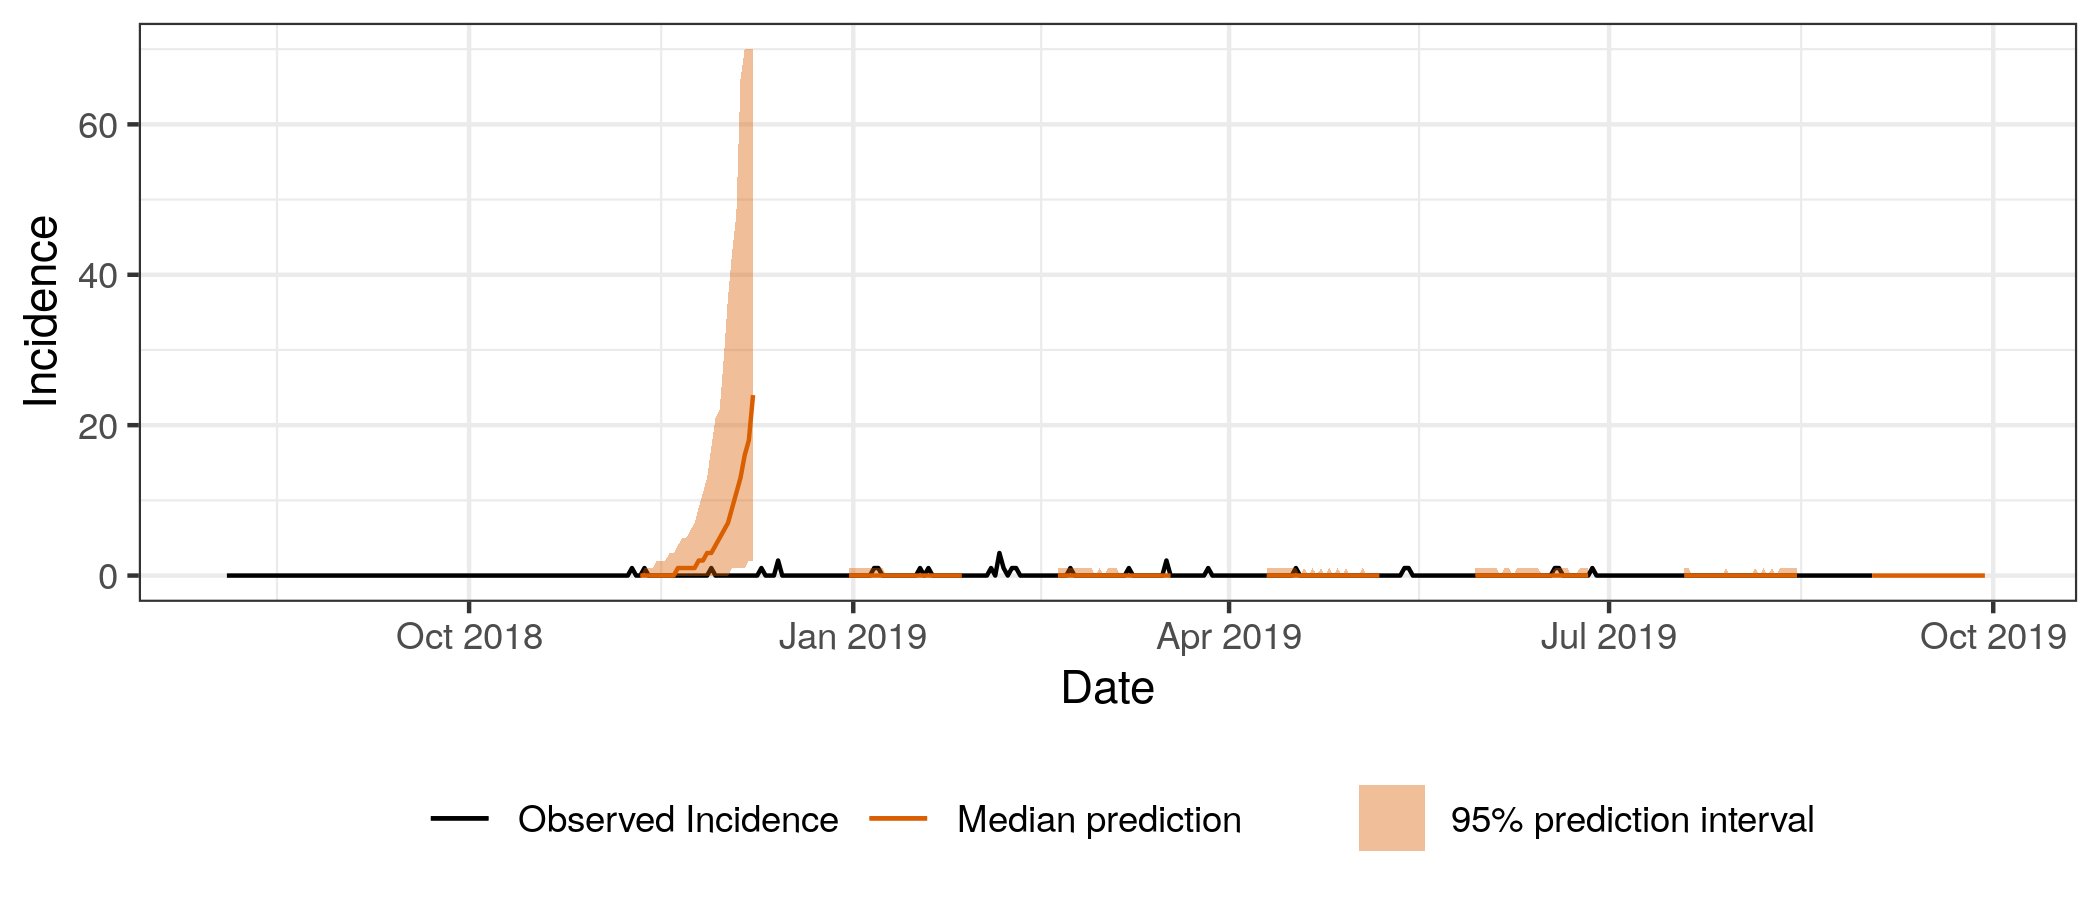 Incidence
60
40
20
0
Oct 2018 Jan 2019 Apr 2019 Jul 2019 Oct 2019
Date
Observed Incidence Median prediction 95% prediction interval